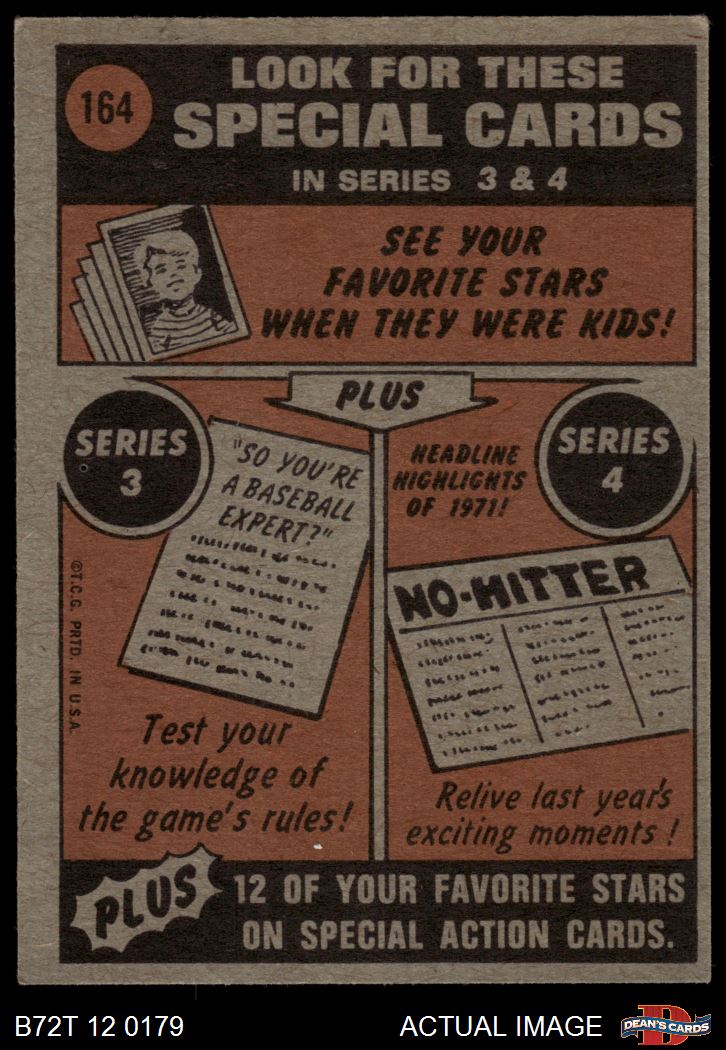 164
LOOK FOR THESE
SPECIAL CARDS
IN SERIES 3 & 4
SEE YOUR
FAVORITE STARS
WHEN THEY WERE KIDS!
PLUS
SERIES
3
"SO YOU'RE
A BASEBALL
EXPERT?"
Test your
knowledge of
the game's rules!
HEADLINE
HIGHLIGHTS
OF 1971!
SERIES
4
NO-HITTER
Relive last year's
exciting moments!
©T.C.G. PRTD. IN U.S.A.
PLUS
12 OF YOUR FAVORITE STARS
ON SPECIAL ACTION CARDS.
B72T 12 0179
ACTUAL IMAGE
D
DEAN'S CARDS